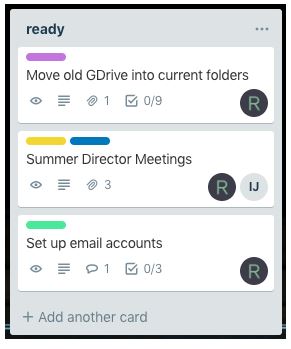 ready
Move old GDrive into current folders
1 0/9
R
Summer Director Meetings
3
R IJ
Set up email accounts
1 0/3
R
+ Add another card